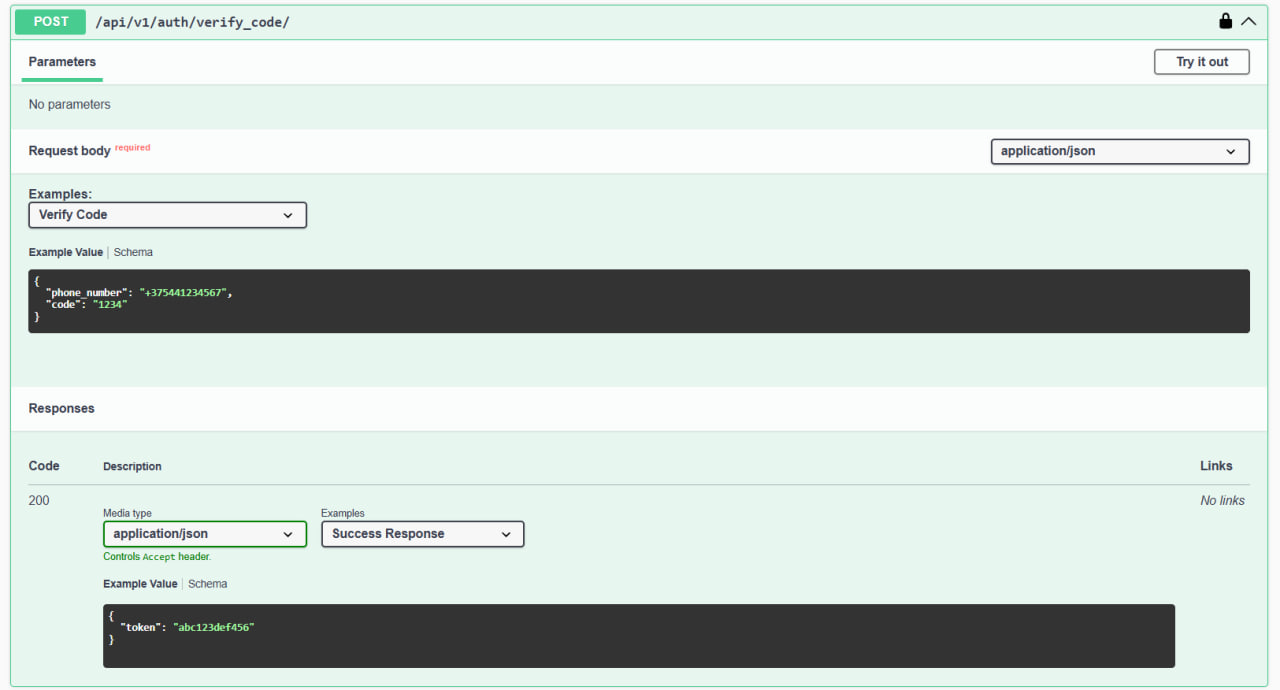 POST /api/v1/auth/verify_code/
Parameters
Try it out
No parameters
Request body required
application/json
Examples:
Verify Code
Example Value | Schema
{
  "phone_number": "+375441234567",
  "code": "1234"
}
Responses
Code Description Links
200 No links
Media type Examples
application/json Success Response
Controls Accept header.
Example Value | Schema
{
  "token": "abc123def456"
}